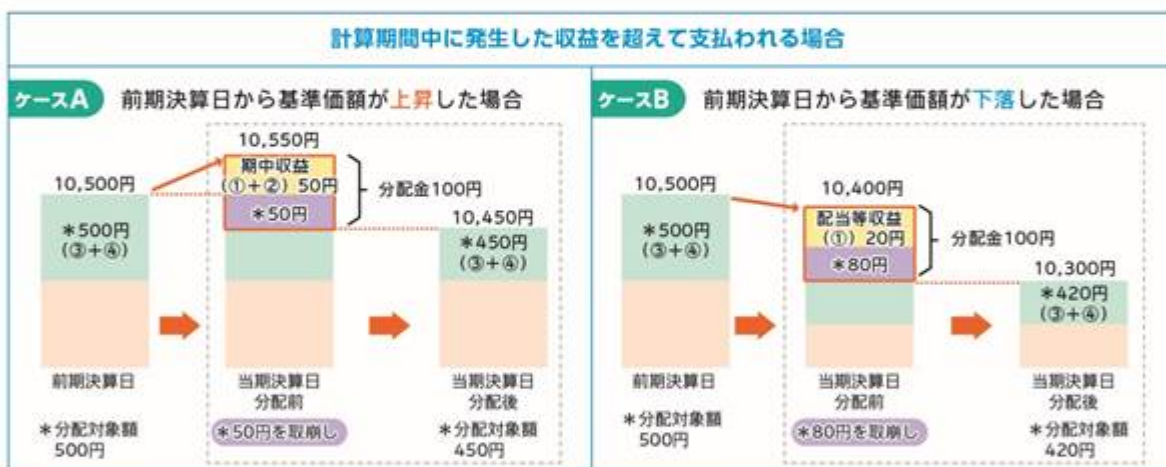 計算期間中に発生した収益を超えて支払われる場合
ケースA 前期決算日から基準価額が上昇した場合
10,550円
期中収益
(①+②) 50円
*50円
分配金100円
10,500円
*500円
(③+④)
10,450円
*450円
(③+④)
前期決算日
当期決算日
分配前
当期決算日
分配後
*分配対象額
500円
*50円を取崩し
*分配対象額
450円
ケースB 前期決算日から基準価額が下落した場合
10,500円
*500円
(③+④)
10,400円
配当等収益
(①) 20円
*80円
分配金100円
10,300円
*420円
(③+④)
前期決算日
当期決算日
分配前
当期決算日
分配後
*分配対象額
500円
*80円を取崩し
*分配対象額
420円